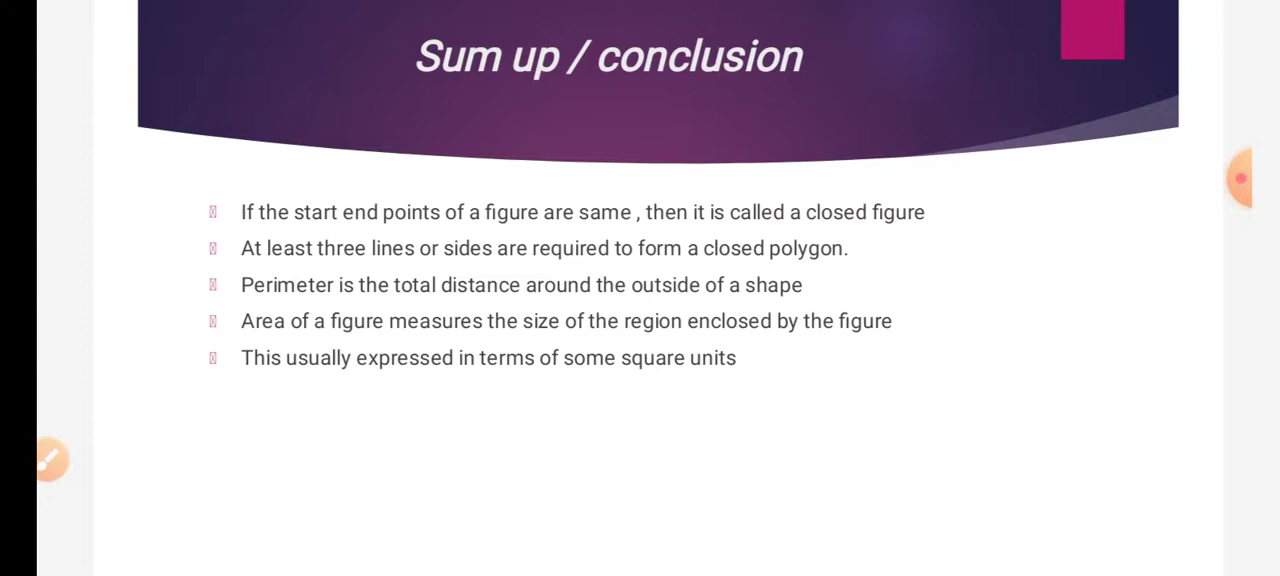 Sum up / conclusion
If the start end points of a figure are same , then it is called a closed figure
At least three lines or sides are required to form a closed polygon.
Perimeter is the total distance around the outside of a shape
Area of a figure measures the size of the region enclosed by the figure
This usually expressed in terms of some square units